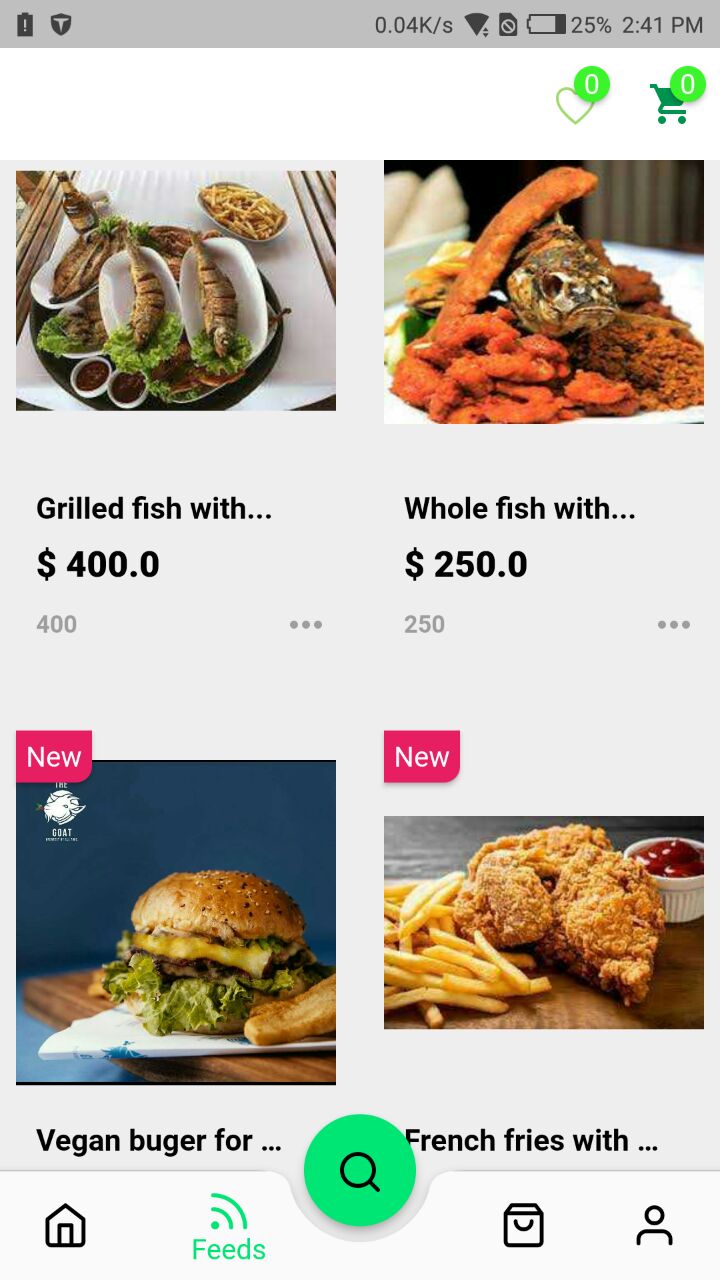 0.04K/s 25% 2:41 PM
0 0
Grilled fish with... Whole fish with...
$ 400.0 $ 250.0
400 250
New New
THE
GOAT
Vegan buger for ... French fries with ...
Feeds